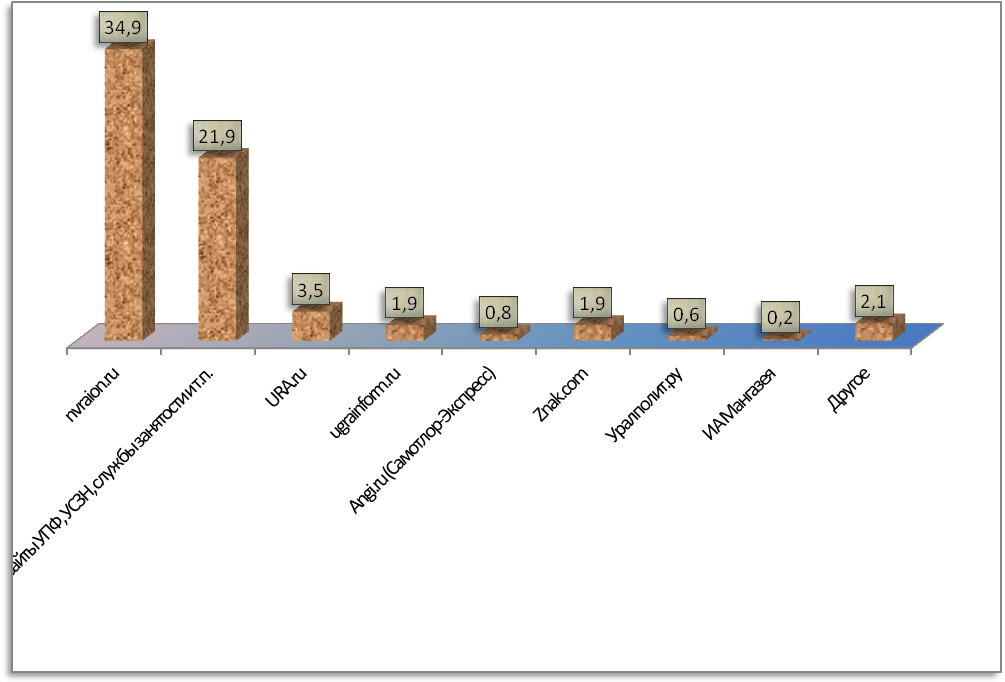 34,9
21,9
3,5
1,9
0,8
1,9
0,6
0,2
2,1
nvraion.ru
айты УПФ, УСЗН, службы занятости и т.п.
URA.ru
ugrainform.ru
Angi.ru (Самотлор-Экспресс)
Znak.com
Уралполит.ру
ИА Мангазея
Другое